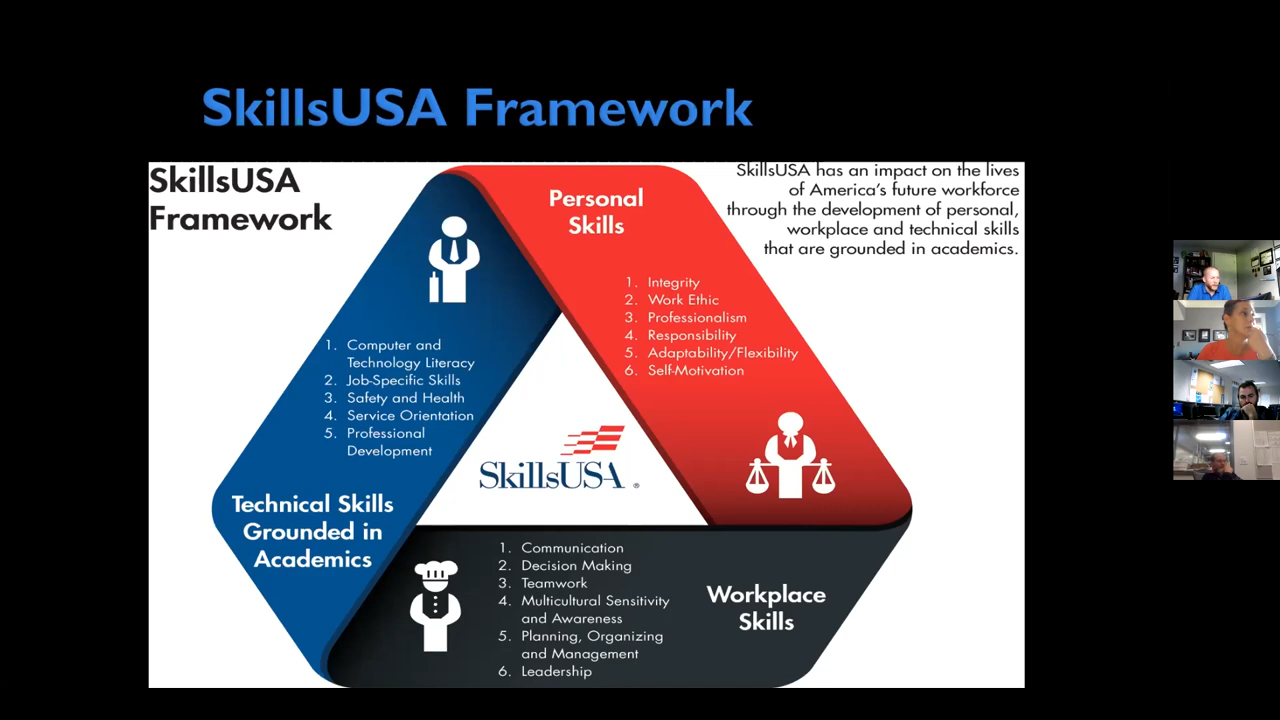 SkillsUSA Framework
SkillsUSA
Framework
SkillsUSA has an impact on the lives
of America's future workforce
through the development of personal,
workplace and technical skills
that are grounded in academics.
Personal
Skills
1. Integrity
2. Work Ethic
3. Professionalism
4. Responsibility
5. Adaptability/Flexibility
6. Self-Motivation
1. Computer and
Technology Literacy
2. Job-Specific Skills
3. Safety and Health
4. Service Orientation
5. Professional
Development
Technical Skills
Grounded in
Academics
SkillsUSA ®
1. Communication
2. Decision Making
3. Teamwork
4. Multicultural Sensitivity
and Awareness
5. Planning, Organizing
and Management
6. Leadership
Workplace
Skills